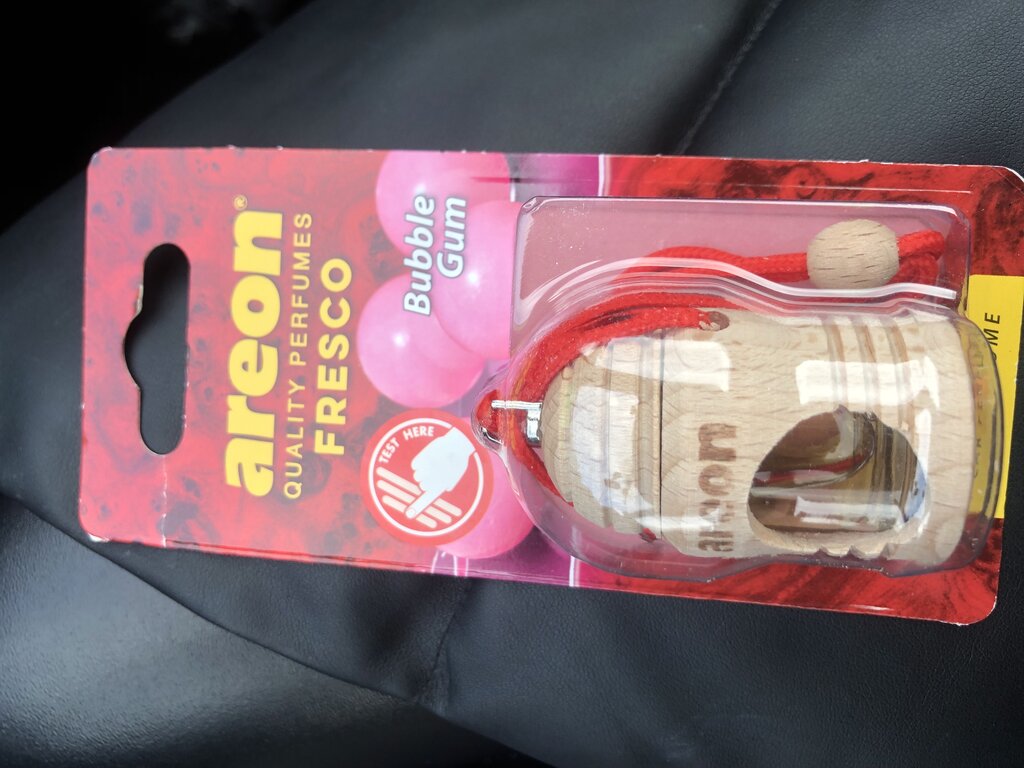 areon®
QUALITY PERFUMES
FRESCO
Bubble
Gum
TEST HERE
areon